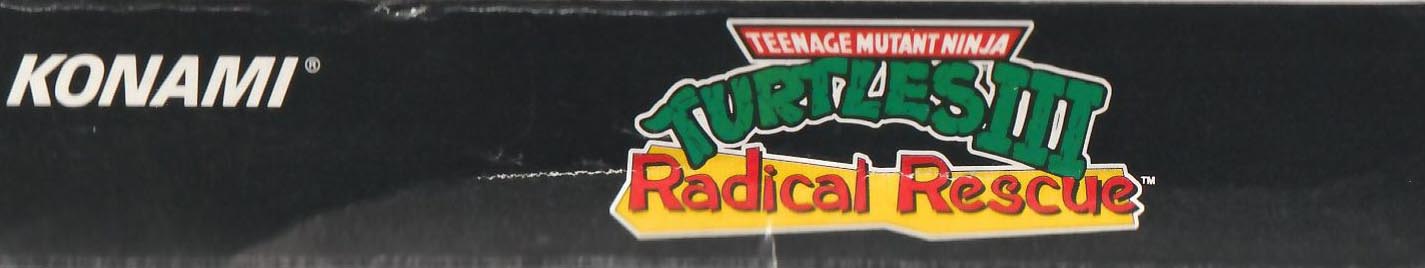 KONAMI®
TEENAGE MUTANT NINJA
TURTLES III
Radical Rescue™